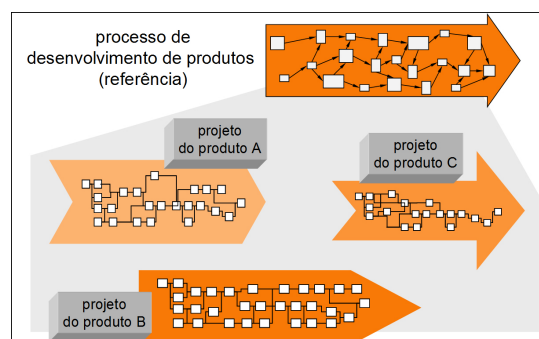 processo de
desenvolvimento de produtos
(referência)
projeto
do produto A
projeto
do produto C
projeto
do produto B